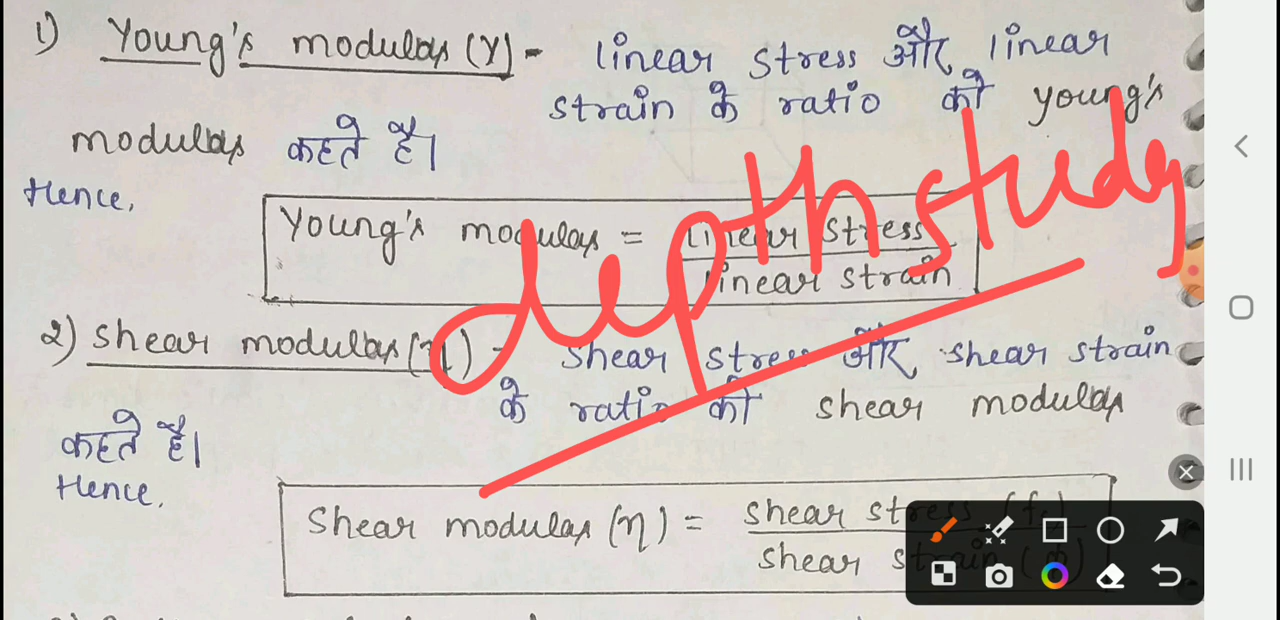 1) Young's modulas (Y) - linear stress और linear
strain के ratio को young's
modulas कहते है।
Hence,
Young's modulas = linear stress
linear strain
depth study
2) Shear modulas (η) - Shear stress और shear strain
के ratio को shear modulas
कहते है।
Hence,
Shear modulas (η) = shear stress
shear strain